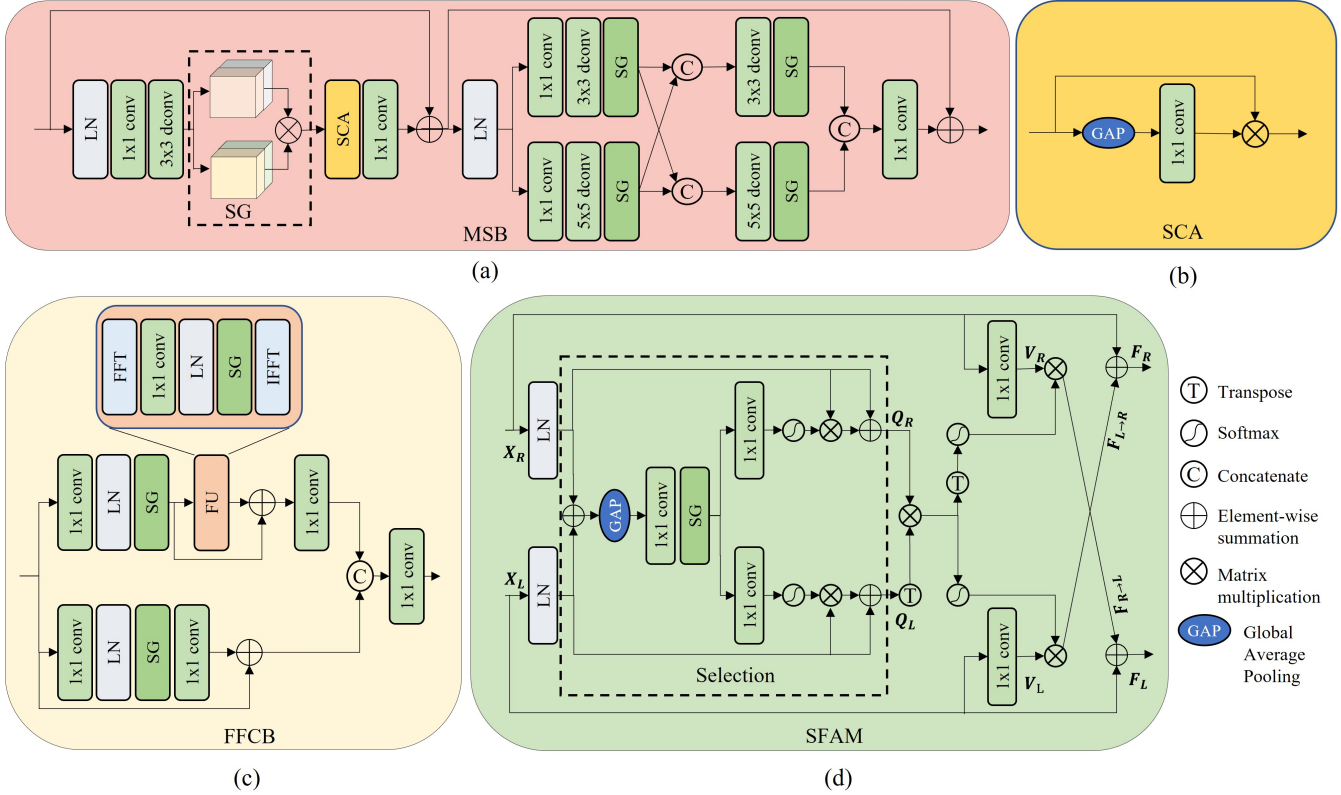 LN
1x1 conv
3x3 dconv
SG
SCA
1x1 conv
LN
1x1 conv
3x3 dconv
SG
C
3x3 dconv
SG
1x1 conv
5x5 dconv
SG
C
5x5 dconv
SG
C
1x1 conv
MSB
(a)
GAP
1x1 conv
SCA
(b)
FFT
1x1 conv
LN
SG
IFFT
1x1 conv
LN
SG
FU
1x1 conv
C
1x1 conv
1x1 conv
LN
SG
1x1 conv
FFCB
(c)
X_R
LN
X_L
LN
GAP
1x1 conv
SG
1x1 conv
1x1 conv
Q_R
T
Q_L
Selection
T
1x1 conv
V_R
1x1 conv
V_L
F_{L→R}
F_{R→L}
F_R
F_L
SFAM
(d)
T
Transpose
Softmax
C
Concatenate
Element-wise
summation
Matrix
multiplication
GAP
Global
Average
Pooling